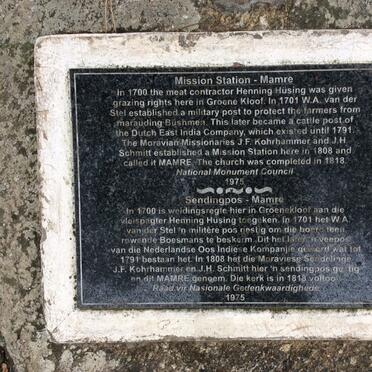 Mission Station - Mamre
In 1700 the meat contractor Henning Hüsing was given
grazing rights here in Groene Kloof. In 1701 W.A. van der
Stel established a military post to protect the farmers from
marauding Bushmen. This later became a cattle post of
the Dutch East India Company, which existed until 1791.
The Moravian Missionaries J F. Kohrhammer and J.H.
Schmitt established a Mission Station here in 1808 and
called it MAMRE. The church was completed in 1818.
National Monument Council
1975
Sendingpos - Mamre
In 1700 is weidingsregte hier in Groenekloof aan die
vleispagter Henning Hüsing toegeken. In 1701 het W.A.
van der Stel 'n militêre pos gestig om die boere teen
rowende Boesmans te beskerm. Dit het later 'n veepos
van die Nederlandse Oos Indiese Kompanjie geword wat tot
1791 bestaan het. In 1808 het die Moraviese Sendelinge
J.F. Kohrhammer en J.H. Schmitt hier 'n sendingpos gestig
en dit MAMRE genoem. Die kerk is in 1818 voltooi.
Raad vir Nasionale Gedenkwaardighede
1975